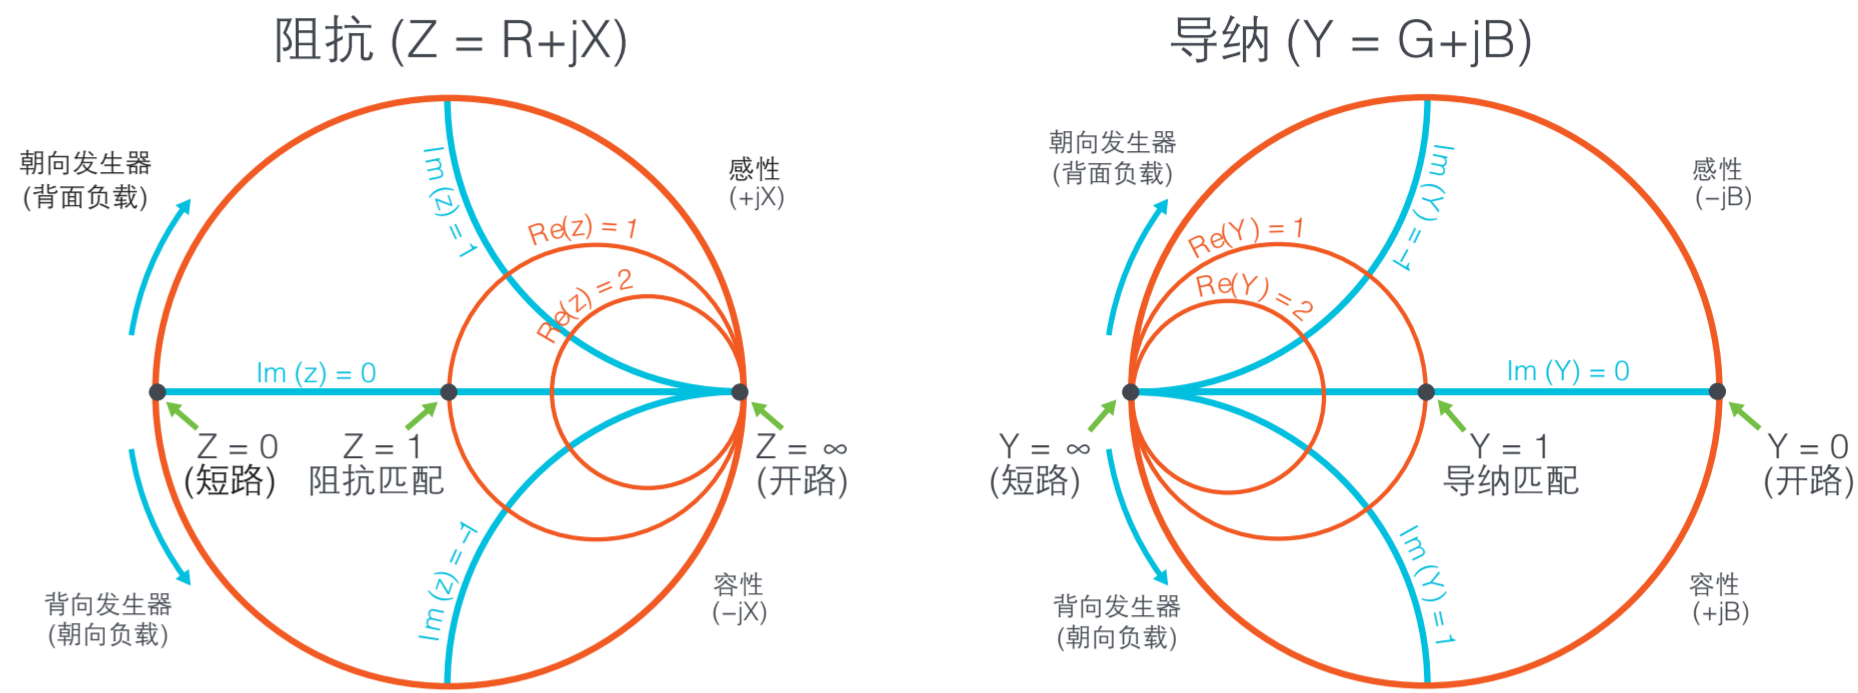 阻抗 (Z = R+jX)
朝向发生器
(背面负载)
Im (z) = 1
感性
(+jX)
Re(z) = 1
Re(z) = 2
Im (z) = 0
Z = 0
(短路)
Z = 1
阻抗匹配
Z = ∞
(开路)
Im (z) = -1
背向发生器
(朝向负载)
容性
(−jX)
导纳 (Y = G+jB)
朝向发生器
(背面负载)
Im(Y) = -1
感性
(−jB)
Re(Y) = 1
Re(Y) = 2
Im (Y) = 0
Y = ∞
(短路)
Y = 1
导纳匹配
Y = 0
(开路)
Im(Y) = 1
背向发生器
(朝向负载)
容性
(+jB)